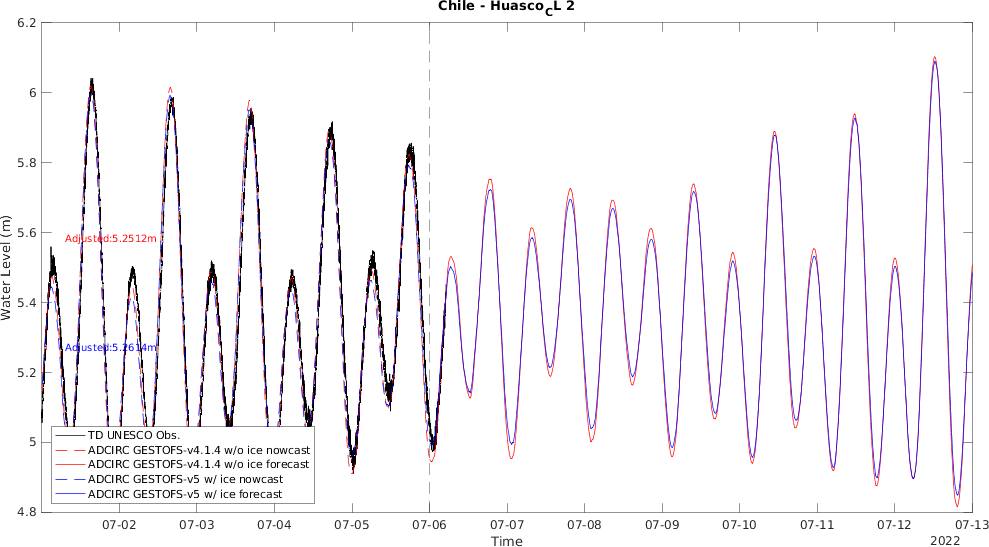 Chile - Huasco_CL 2
6.2
6
5.8
5.6
5.4
5.2
5
4.8
Water Level (m)
Adjusted:5.2512m
Adjusted:5.2614m
TD UNESCO Obs.
ADCIRC GESTOFS-v4.1.4 w/o ice nowcast
ADCIRC GESTOFS-v4.1.4 w/o ice forecast
ADCIRC GESTOFS-v5 w/ ice nowcast
ADCIRC GESTOFS-v5 w/ ice forecast
07-02 07-03 07-04 07-05 07-06 07-07 07-08 07-09 07-10 07-11 07-12 07-13
Time
2022